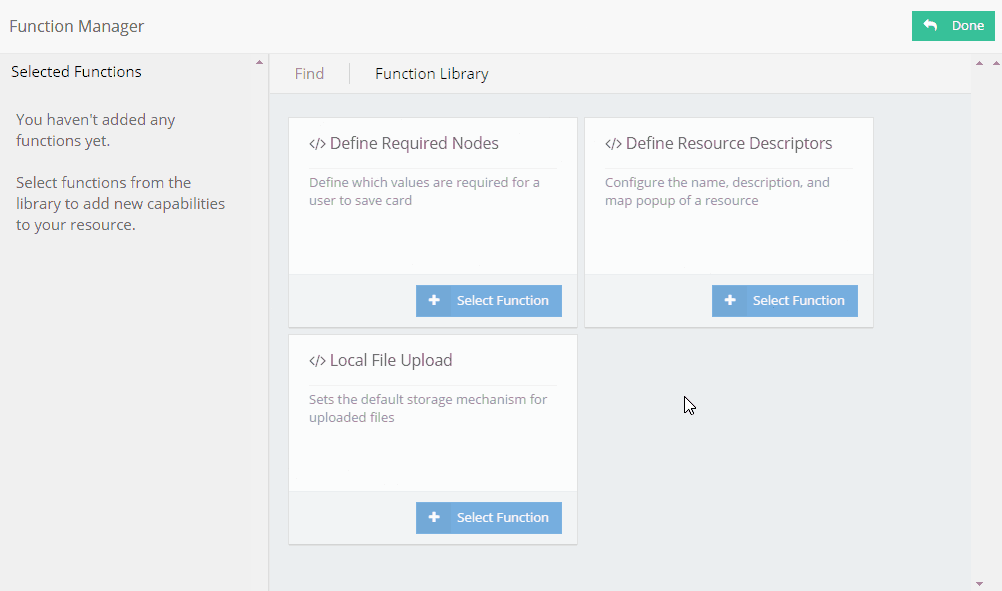 Function Manager
Done
Selected Functions
You haven't added any
functions yet.
Select functions from the
library to add new capabilities
to your resource.
Find
Function Library
</> Define Required Nodes
Define which values are required for a
user to save card
Select Function
</> Define Resource Descriptors
Configure the name, description, and
map popup of a resource
Select Function
</> Local File Upload
Sets the default storage mechanism for
uploaded files
Select Function